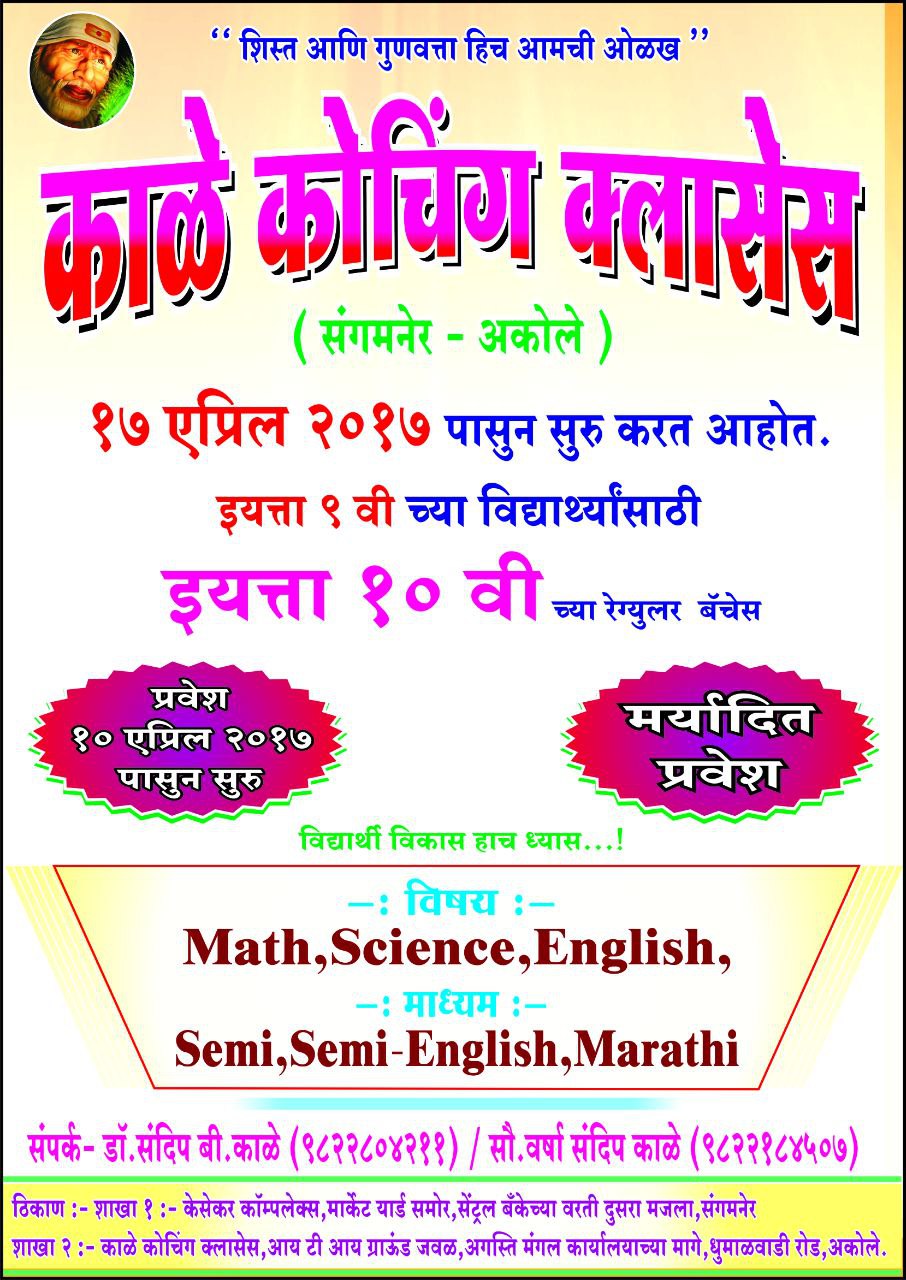 “ शिस्त आणि गुणवत्ता हिच आमची ओळख ”
काळे कोचिंग क्लासेस
( संगमनेर - अकोले )
१७ एप्रिल २०१७ पासुन सुरु करत आहोत.
इयत्ता ९ वी च्या विद्यार्थ्यांसाठी
इयत्ता १० वी च्या रेग्युलर बॅचेस
प्रवेश
१० एप्रिल २०१७
पासुन सुरु
मर्यादित
प्रवेश
विद्यार्थी विकास हाच ध्यास...!
-: विषय :-
Math,Science,English,
-: माध्यम :-
Semi,Semi-English,Marathi
संपर्क- डॉ.संदिप बी.काळे (९८२२८०४२११) / सौ.वर्षा संदिप काळे (९८२२१८४५०७)
ठिकाण :- शाखा १ :- केसेकर कॉम्पलेक्स,मार्केट यार्ड समोर,सेंट्रल बँकेच्या वरती दुसरा मजला,संगमनेर
शाखा २ :- काळे कोचिंग क्लासेस,आय टी आय ग्राऊंड जवळ,अगस्ति मंगल कार्यालयाच्या मागे,धुमाळवाडी रोड,अकोले.